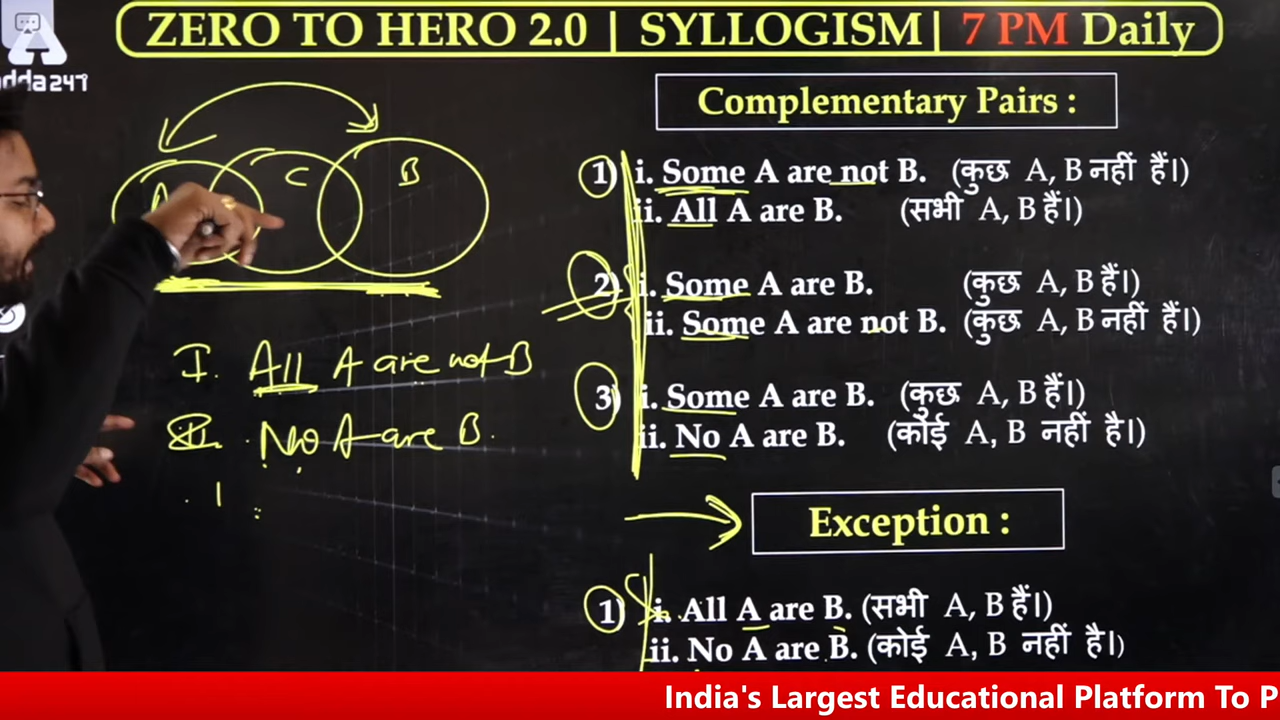 ZERO TO HERO 2.0 | SYLLOGISM | 7 PM Daily
adda247
Complementary Pairs :
A
C
B
1) i. Some A are not B. (कुछ A, B नहीं हैं।)
ii. All A are B. (सभी A, B हैं।)
2) i. Some A are B. (कुछ A, B हैं।)
ii. Some A are not B. (कुछ A, B नहीं हैं।)
3) i. Some A are B. (कुछ A, B हैं।)
ii. No A are B. (कोई A, B नहीं है।)
I. All A are not B
II. No A are B.
Exception :
1) i. All A are B. (सभी A, B हैं।)
ii. No A are B. (कोई A, B नहीं है।)
India's Largest Educational Platform To P